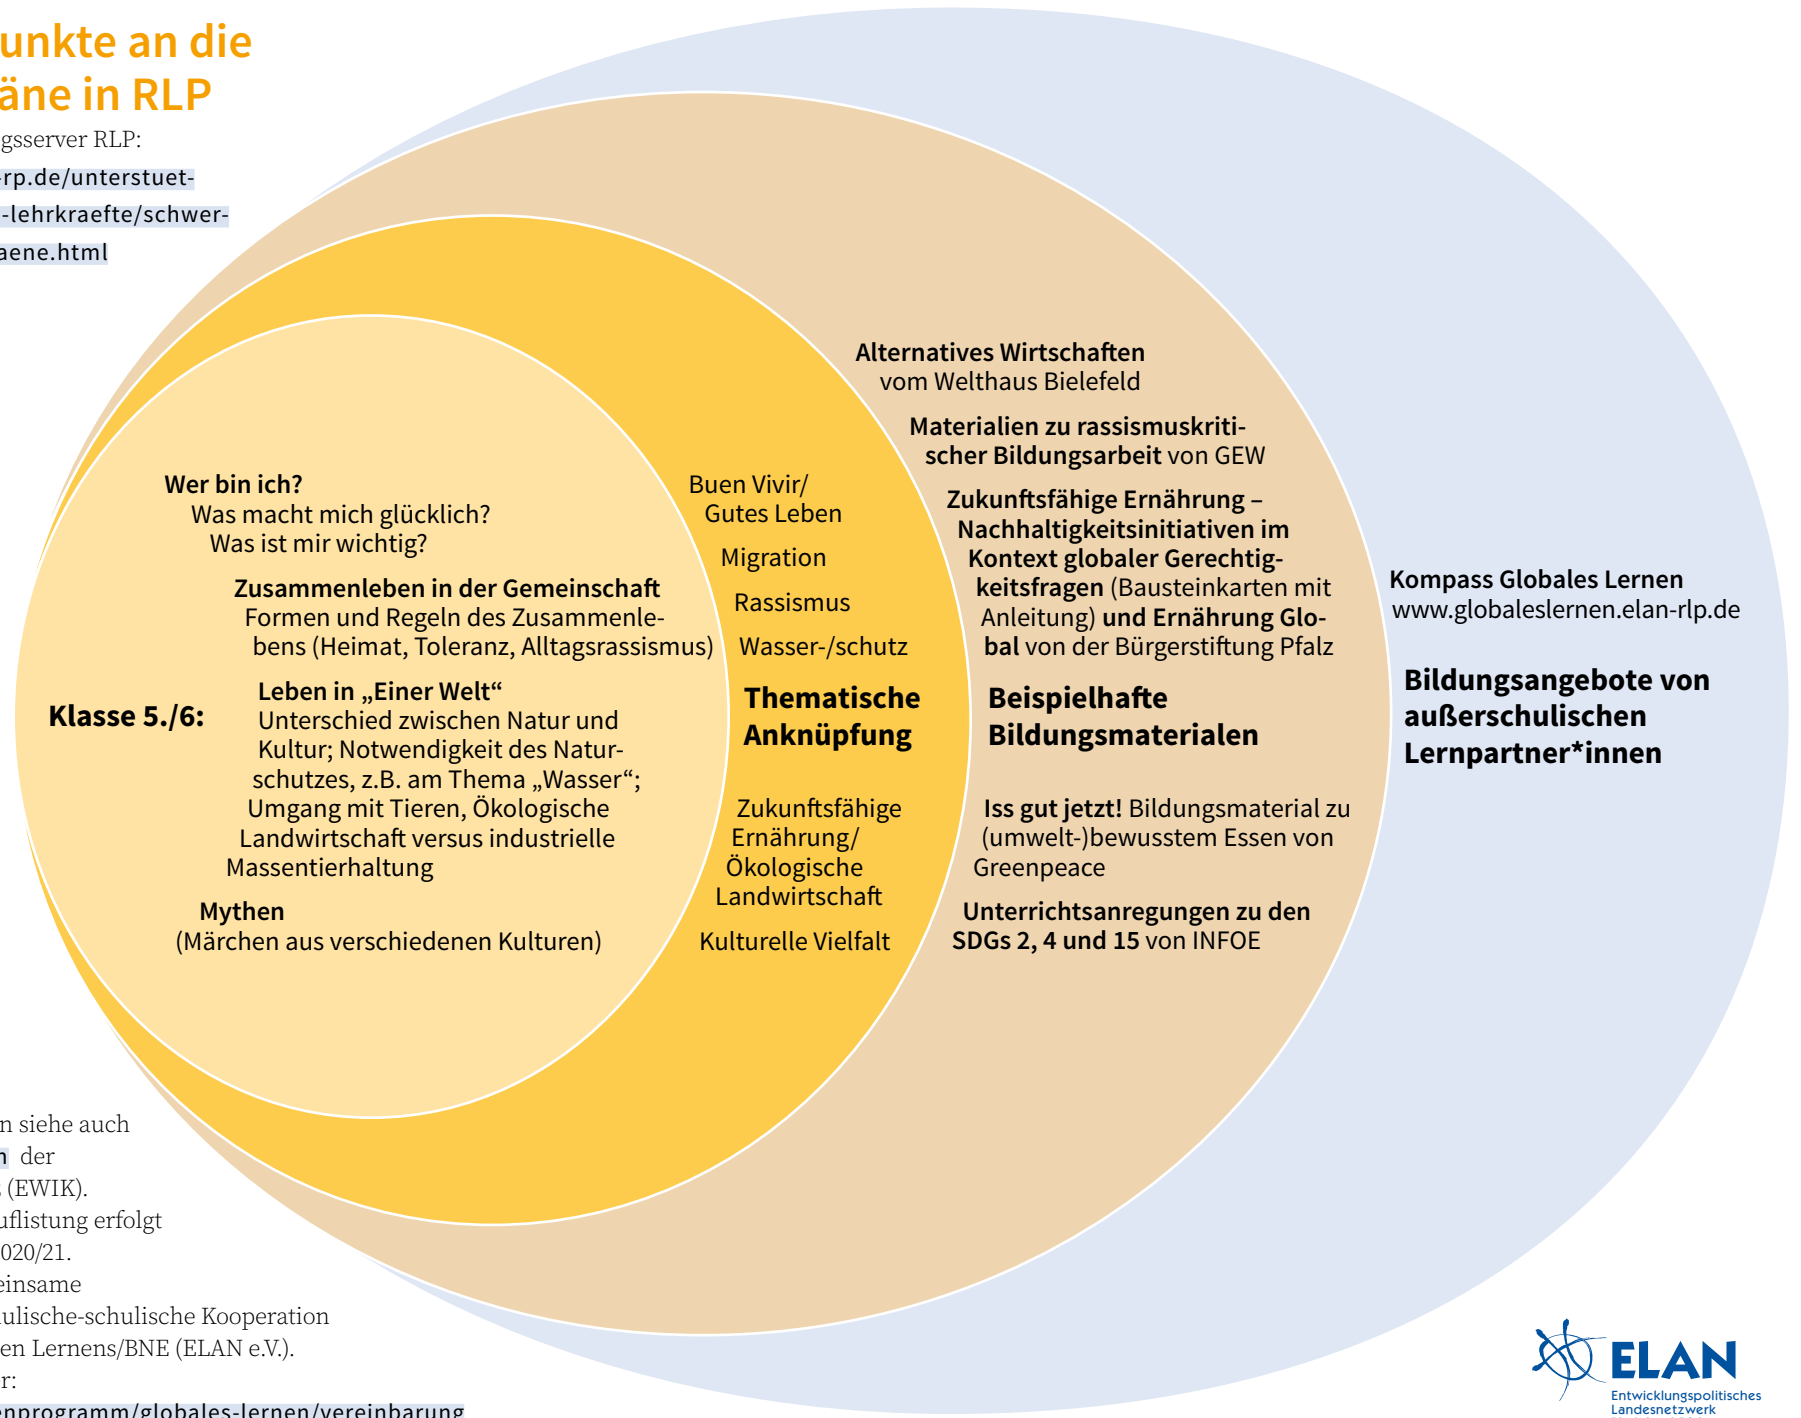 unkte an die
äne in RLP
gsserver RLP:
-rp.de/unterstuet-
-lehrkraefte/schwer-
aene.html
Wer bin ich?
Was macht mich glücklich?
Was ist mir wichtig?
Zusammenleben in der Gemeinschaft
Formen und Regeln des Zusammenle-
bens (Heimat, Toleranz, Alltagsrassismus)
Klasse 5./6:
Leben in „Einer Welt“
Unterschied zwischen Natur und
Kultur; Notwendigkeit des Natur-
schutzes, z.B. am Thema „Wasser“;
Umgang mit Tieren, Ökologische
Landwirtschaft versus industrielle
Massentierhaltung
Mythen
(Märchen aus verschiedenen Kulturen)
Buen Vivir/
Gutes Leben
Migration
Rassismus
Wasser-/schutz
Thematische
Anknüpfung
Zukunftsfähige
Ernährung/
Ökologische
Landwirtschaft
Kulturelle Vielfalt
Alternatives Wirtschaften
vom Welthaus Bielefeld
Materialien zu rassismuskriti-
scher Bildungsarbeit von GEW
Zukunftsfähige Ernährung –
Nachhaltigkeitsinitiativen im
Kontext globaler Gerechtig-
keitsfragen (Bausteinkarten mit
Anleitung) und Ernährung Glo-
bal von der Bürgerstiftung Pfalz
Beispielhafte
Bildungsmaterialen
Iss gut jetzt! Bildungsmaterial zu
(umwelt-)bewusstem Essen von
Greenpeace
Unterrichtsanregungen zu den
SDGs 2, 4 und 15 von INFOE
Kompass Globales Lernen
www.globaleslernen.elan-rlp.de
Bildungsangebote von
außerschulischen
Lernpartner*innen
n siehe auch
n der
(EWIK).
uflistung erfolgt
020/21.
einsame
ulische-schulische Kooperation
en Lernens/BNE (ELAN e.V.).
r:
enprogramm/globales-lernen/vereinbarung
ELAN
Entwicklungspolitisches
Landesnetzwerk